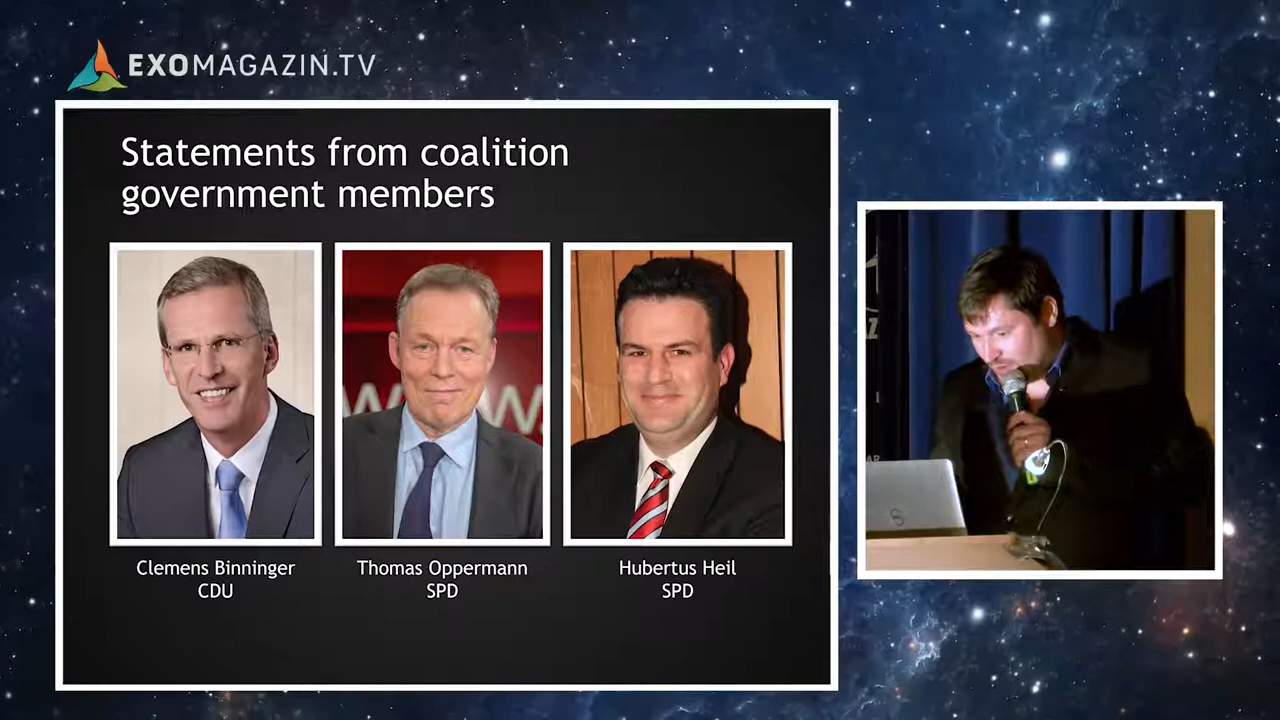 EXOMAGAZIN.TV
Statements from coalition
government members
Clemens Binninger
CDU
Thomas Oppermann
SPD
Hubertus Heil
SPD